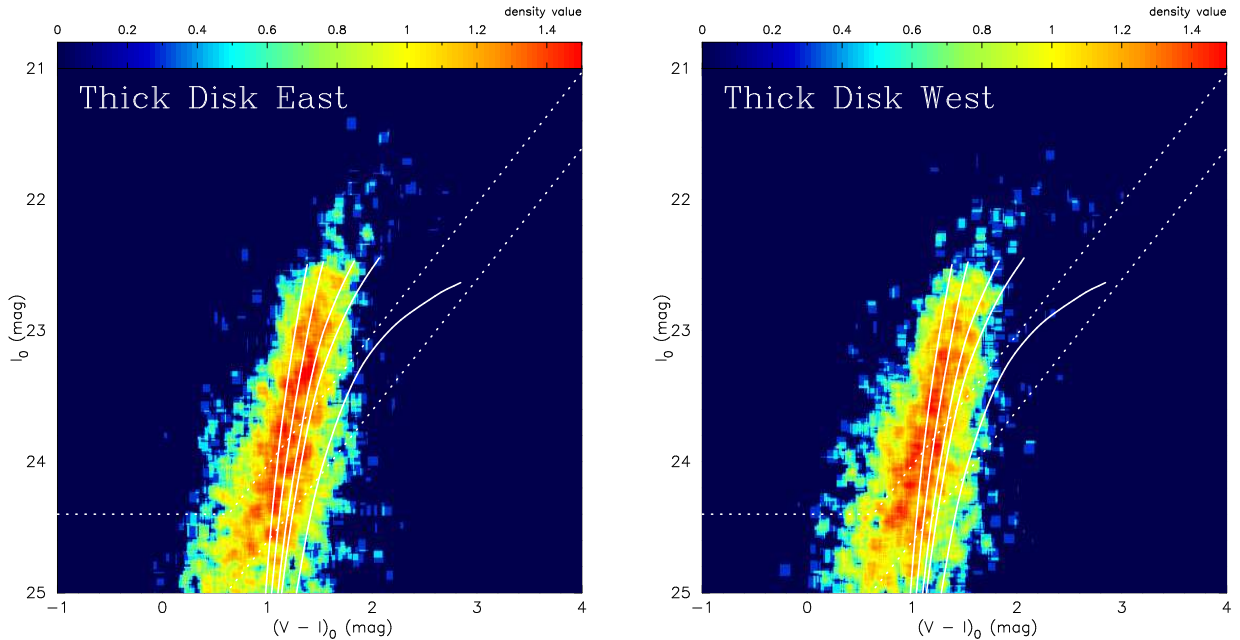 density value
0 0.2 0.4 0.6 0.8 1 1.2 1.4
21
Thick Disk East
22
23
24
25
I0 (mag)
−1 0 1 2 3 4
(V − I)0 (mag)
density value
0 0.2 0.4 0.6 0.8 1 1.2 1.4
21
Thick Disk West
22
23
24
25
I0 (mag)
−1 0 1 2 3 4
(V − I)0 (mag)